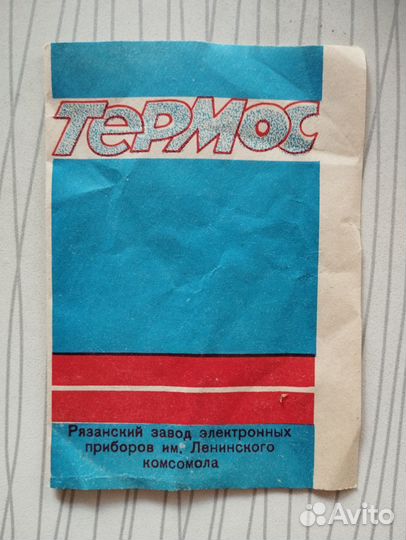 ТЕРМОС
Рязанский завод электронных
приборов им. Ленинского
комсомола
Avito